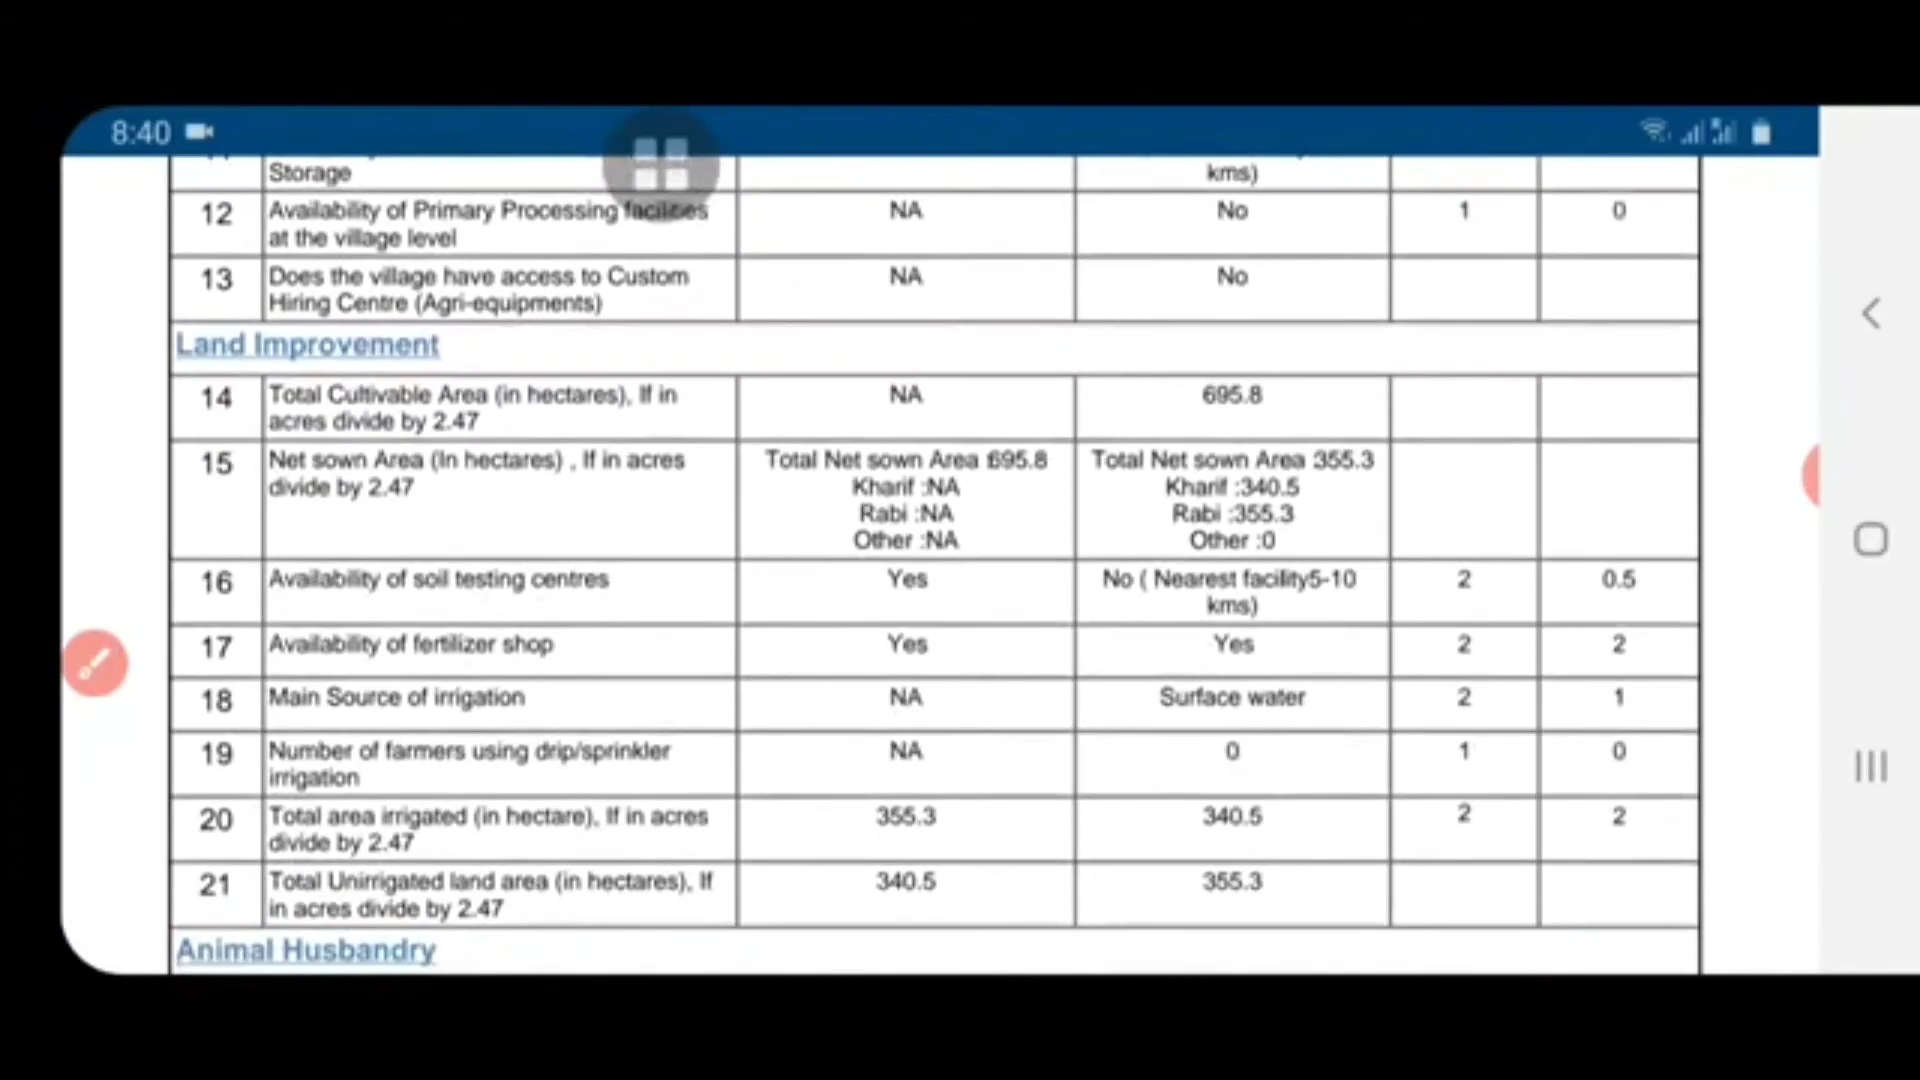 8:40
Storage
kms)
12 Availability of Primary Processing facilities NA No 1 0
at the village level
13 Does the village have access to Custom NA No
Hiring Centre (Agri-equipments)
Land Improvement
14 Total Cultivable Area (in hectares), If in NA 695.8
acres divide by 2.47
15 Net sown Area (In hectares) , If in acres Total Net sown Area :695.8 Total Net sown Area :355.3
divide by 2.47 Kharif :NA Kharif :340.5
Rabi :NA Rabi :355.3
Other :NA Other :0
16 Availability of soil testing centres Yes No ( Nearest facility5-10 2 0.5
kms)
17 Availability of fertilizer shop Yes Yes 2 2
18 Main Source of irrigation NA Surface water 2 1
19 Number of farmers using drip/sprinkler NA 0 1 0
irrigation
20 Total area irrigated (in hectare), If in acres 355.3 340.5 2 2
divide by 2.47
21 Total Unirrigated land area (in hectares), If 340.5 355.3
in acres divide by 2.47
Animal Husbandry